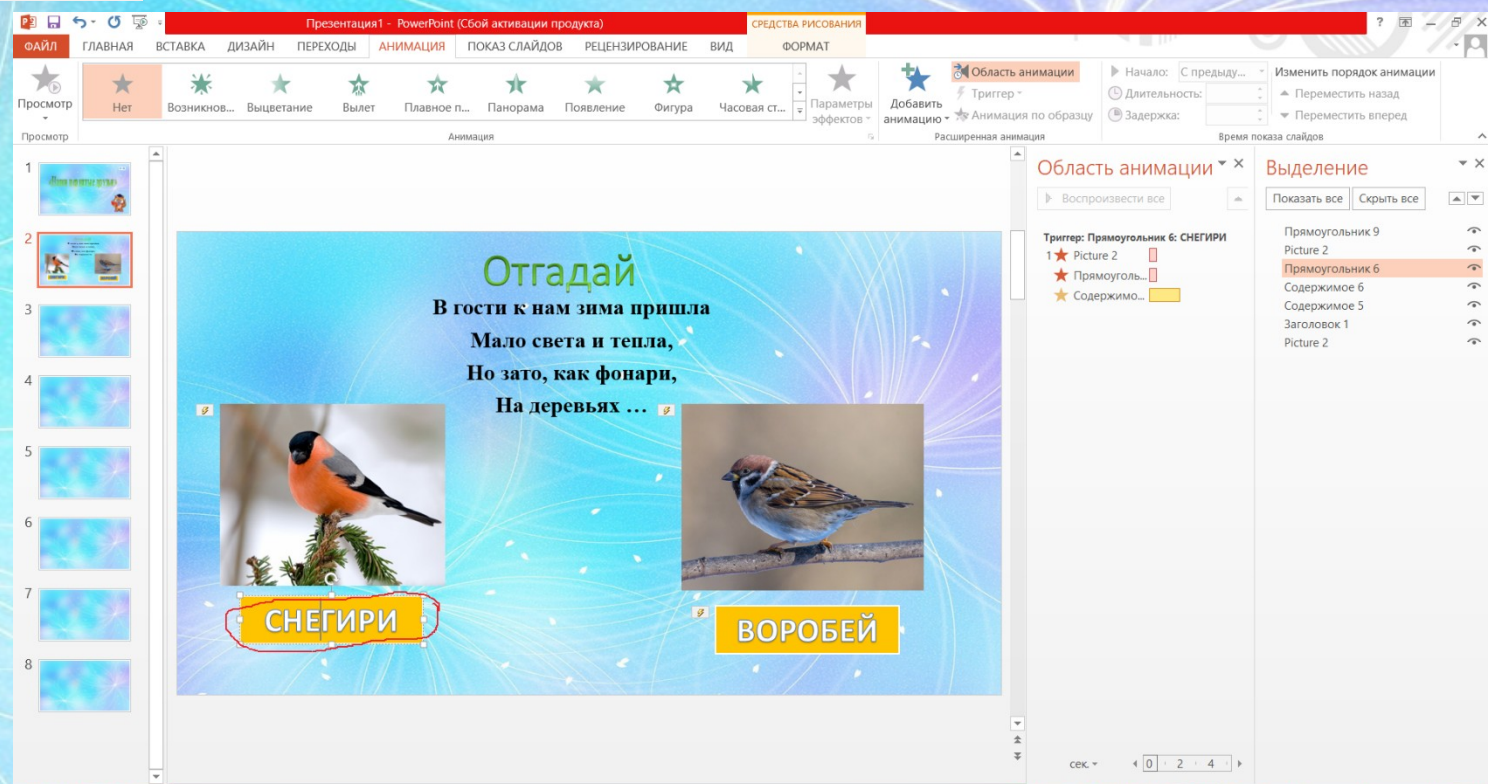 Презентация1 - PowerPoint (Сбой активации продукта)
СРЕДСТВА РИСОВАНИЯ
ФАЙЛ ГЛАВНАЯ ВСТАВКА ДИЗАЙН ПЕРЕХОДЫ АНИМАЦИЯ ПОКАЗ СЛАЙДОВ РЕЦЕНЗИРОВАНИЕ ВИД ФОРМАТ
Просмотр
Нет Возникнов... Выцветание Вылет Плавное п... Панорама Появление Фигура Часовая ст...
Параметры эффектов
Добавить анимацию
Область анимации
Триггер
Анимация по образцу
Начало: С предыду...
Длительность:
Задержка:
Изменить порядок анимации
Переместить назад
Переместить вперед
Просмотр Анимация Расширенная анимация Время показа слайдов
1
2
3
4
5
6
7
8
Отгадай
В гости к нам зима пришла
Мало света и тепла,
Но зато, как фонари,
На деревьях …
СНЕГИРИ
ВОРОБЕЙ
Область анимации
Воспроизвести все
Триггер: Прямоугольник 6: СНЕГИРИ
1 Picture 2
Прямоуголь...
Содержимо...
сек. 0 2 4
Выделение
Показать все Скрыть все
Прямоугольник 9
Picture 2
Прямоугольник 6
Содержимое 6
Содержимое 5
Заголовок 1
Picture 2